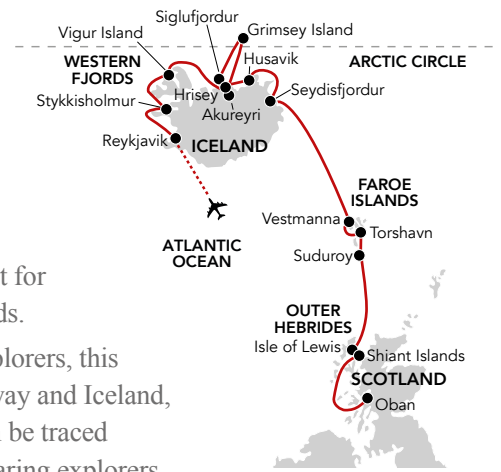 Siglufjordur
Grimsey Island
Vigur Island
Husavik
WESTERN
FJORDS
ARCTIC CIRCLE
Stykkisholmur
Hrisey
Seydisfjordur
Akureyri
Reykjavik
ICELAND
FAROE
ISLANDS
Vestmanna
Torshavn
ATLANTIC
OCEAN
Suduroy
t for
ds.
OUTER
HEBRIDES
Isle of Lewis
Shiant Islands
plorers, this
SCOTLAND
way and Iceland,
Oban
n be traced
aring explorers